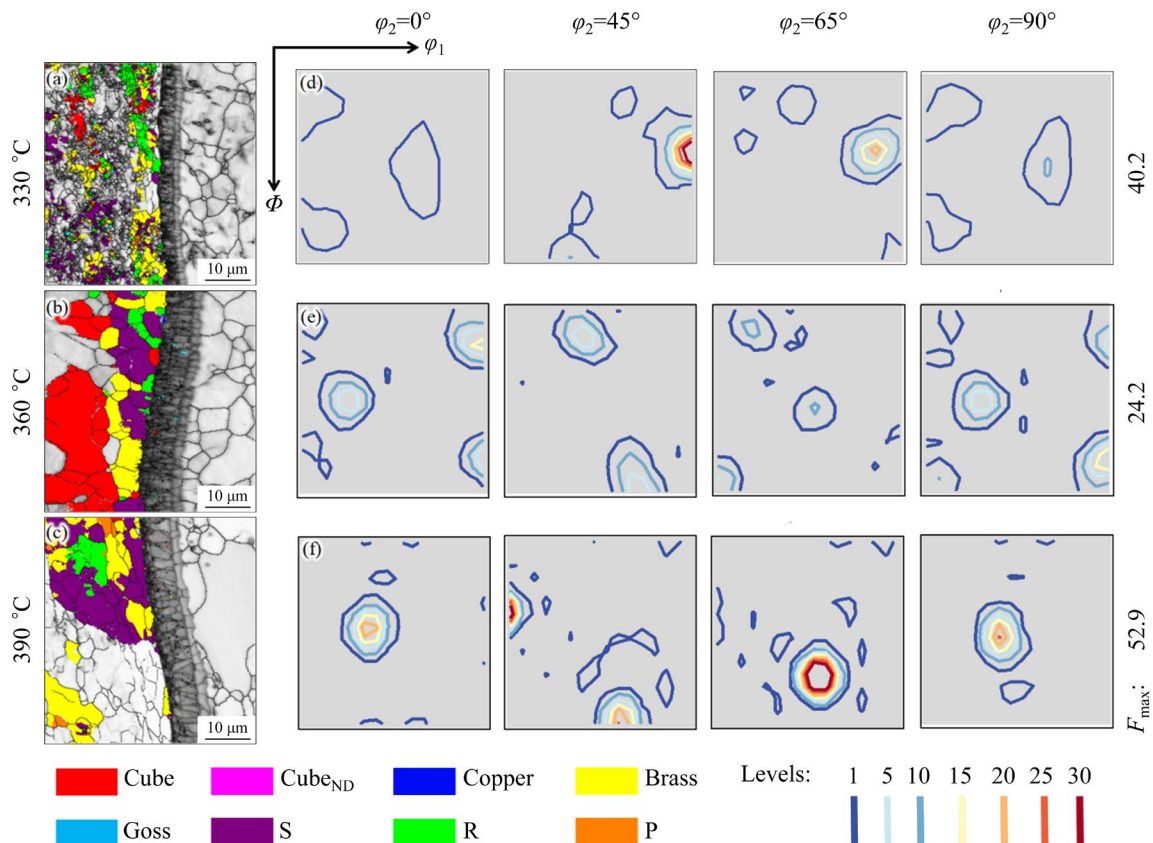 φ2=0° φ2=45° φ2=65° φ2=90°
φ1
Φ
330 °C
(a)
10 μm
(d)
40.2
360 °C
(b)
10 μm
(e)
24.2
390 °C
(c)
10 μm
(f)
Fmax: 52.9
Cube CubeND Copper Brass
Goss S R P
Levels: 1 5 10 15 20 25 30